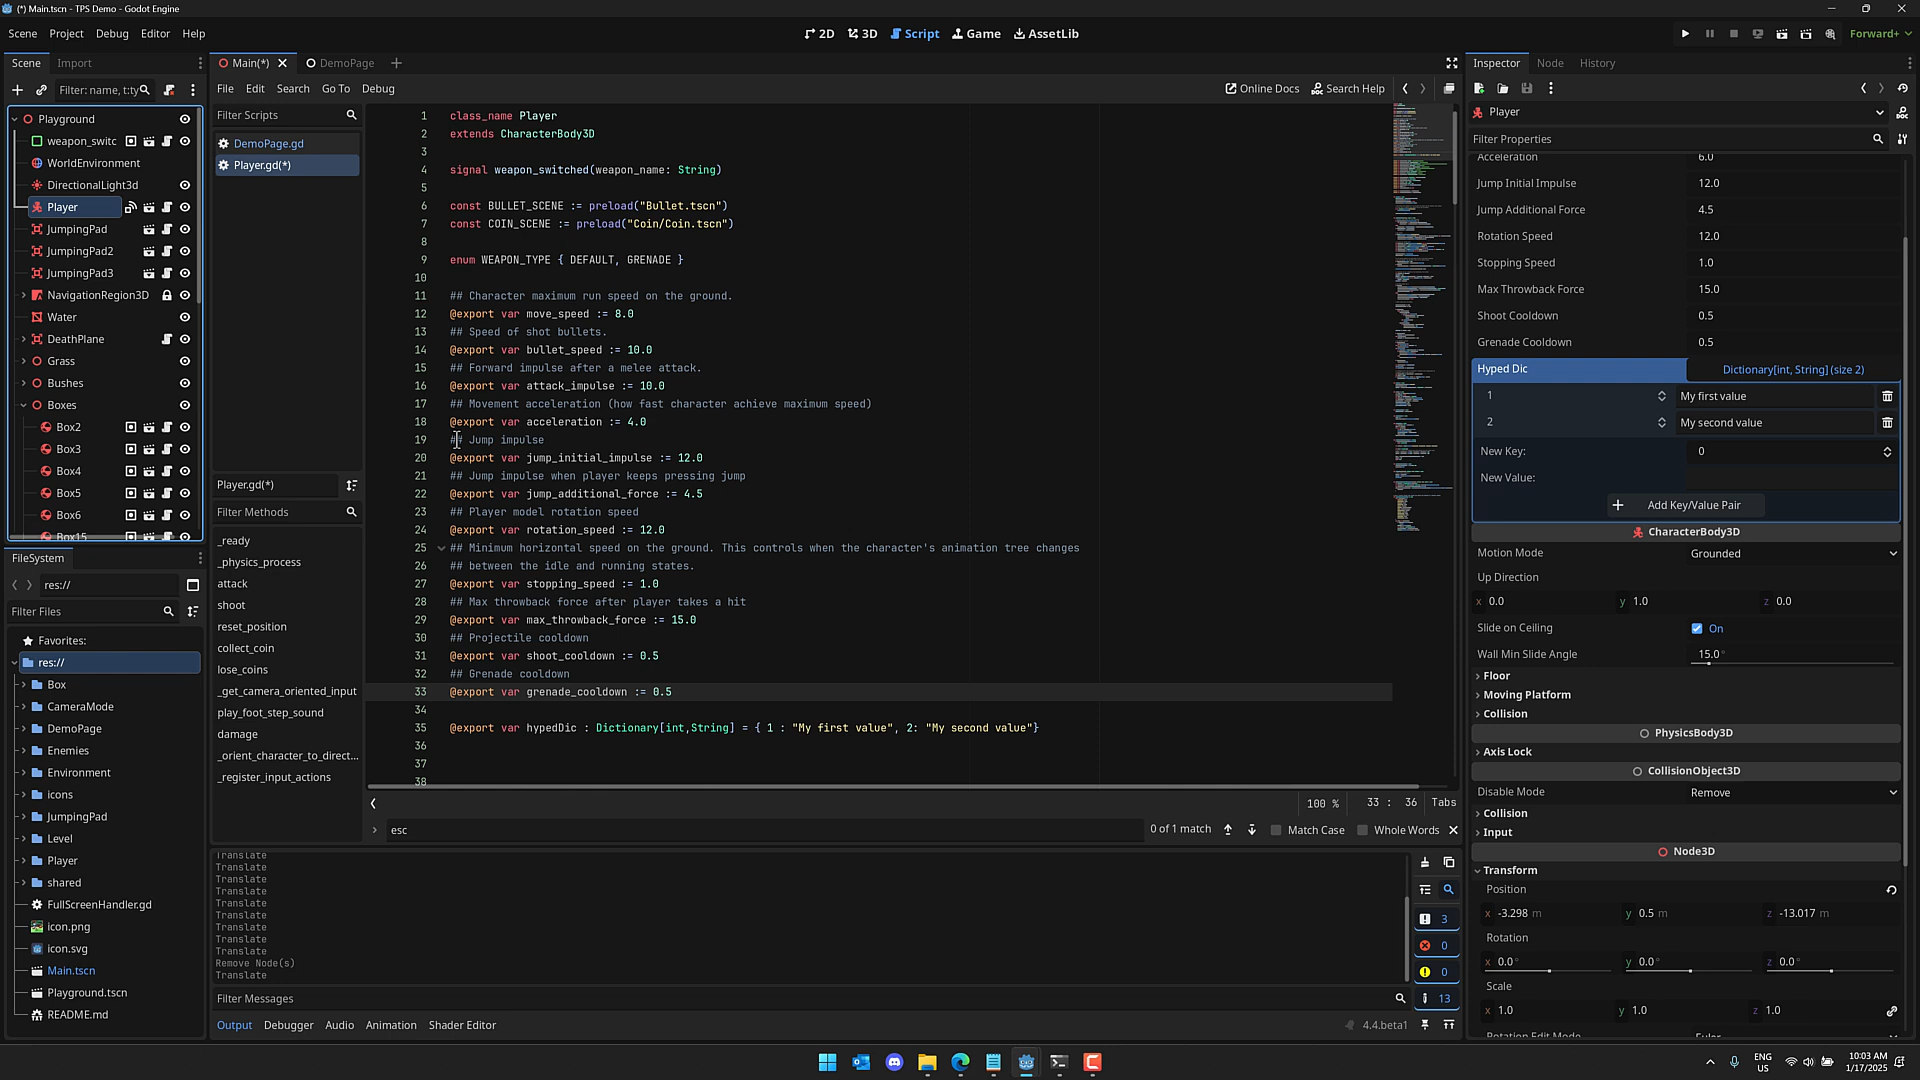 (*) Main.tscn - TPS Demo - Godot Engine
Scene Project Debug Editor Help
2D 3D Script Game AssetLib
Forward+
Scene Import
Filter: name, t:ty
Playground
weapon_switc
WorldEnvironment
DirectionalLight3d
Player
JumpingPad
JumpingPad2
JumpingPad3
NavigationRegion3D
Water
DeathPlane
Grass
Bushes
Boxes
Box2
Box3
Box4
Box5
Box6
Box15
FileSystem
res://
Filter Files
Favorites:
res://
Box
CameraMode
DemoPage
Enemies
Environment
icons
JumpingPad
Level
Player
shared
FullScreenHandler.gd
icon.png
icon.svg
Main.tscn
Playground.tscn
README.md
Main(*) DemoPage
File Edit Search Go To Debug
Online Docs Search Help
Filter Scripts
DemoPage.gd
Player.gd(*)
Player.gd(*)
Filter Methods
_ready
_physics_process
attack
shoot
reset_position
collect_coin
lose_coins
_get_camera_oriented_input
play_foot_step_sound
damage
_orient_character_to_direct...
_register_input_actions
1 class_name Player
2 extends CharacterBody3D
3
4 signal weapon_switched(weapon_name: String)
5
6 const BULLET_SCENE := preload("Bullet.tscn")
7 const COIN_SCENE := preload("Coin/Coin.tscn")
8
9 enum WEAPON_TYPE { DEFAULT, GRENADE }
10
11 ## Character maximum run speed on the ground.
12 @export var move_speed := 8.0
13 ## Speed of shot bullets.
14 @export var bullet_speed := 10.0
15 ## Forward impulse after a melee attack.
16 @export var attack_impulse := 10.0
17 ## Movement acceleration (how fast character achieve maximum speed)
18 @export var acceleration := 4.0
19 ## Jump impulse
20 @export var jump_initial_impulse := 12.0
21 ## Jump impulse when player keeps pressing jump
22 @export var jump_additional_force := 4.5
23 ## Player model rotation speed
24 @export var rotation_speed := 12.0
25 ## Minimum horizontal speed on the ground. This controls when the character's animation tree changes
26 ## between the idle and running states.
27 @export var stopping_speed := 1.0
28 ## Max throwback force after player takes a hit
29 @export var max_throwback_force := 15.0
30 ## Projectile cooldown
31 @export var shoot_cooldown := 0.5
32 ## Grenade cooldown
33 @export var grenade_cooldown := 0.5
34
35 @export var hypedDic : Dictionary[int,String] = { 1 : "My first value", 2: "My second value"}
36
37
38
100 % 33 : 36 Tabs
esc 0 of 1 match Match Case Whole Words
Translate
Translate
Translate
Translate
Translate
Translate
Translate
Translate
Translate
Remove Node(s)
Translate
3
0
0
13
Filter Messages
Output Debugger Audio Animation Shader Editor
4.4.beta1
Inspector Node History
Player
Filter Properties
Acceleration 6.0
Jump Initial Impulse 12.0
Jump Additional Force 4.5
Rotation Speed 12.0
Stopping Speed 1.0
Max Throwback Force 15.0
Shoot Cooldown 0.5
Grenade Cooldown 0.5
Hyped Dic Dictionary[int, String] (size 2)
1 My first value
2 My second value
New Key: 0
New Value:
Add Key/Value Pair
CharacterBody3D
Motion Mode Grounded
Up Direction
x 0.0 y 1.0 z 0.0
Slide on Ceiling On
Wall Min Slide Angle 15.0 °
Floor
Moving Platform
Collision
PhysicsBody3D
Axis Lock
CollisionObject3D
Disable Mode Remove
Collision
Input
Node3D
Transform
Position
x -3.298 m y 0.5 m z -13.017 m
Rotation
x 0.0 ° y 0.0 ° z 0.0 °
Scale
x 1.0 y 1.0 z 1.0
Rotation Edit Mode Euler
ENG
US
10:03 AM
1/17/2025